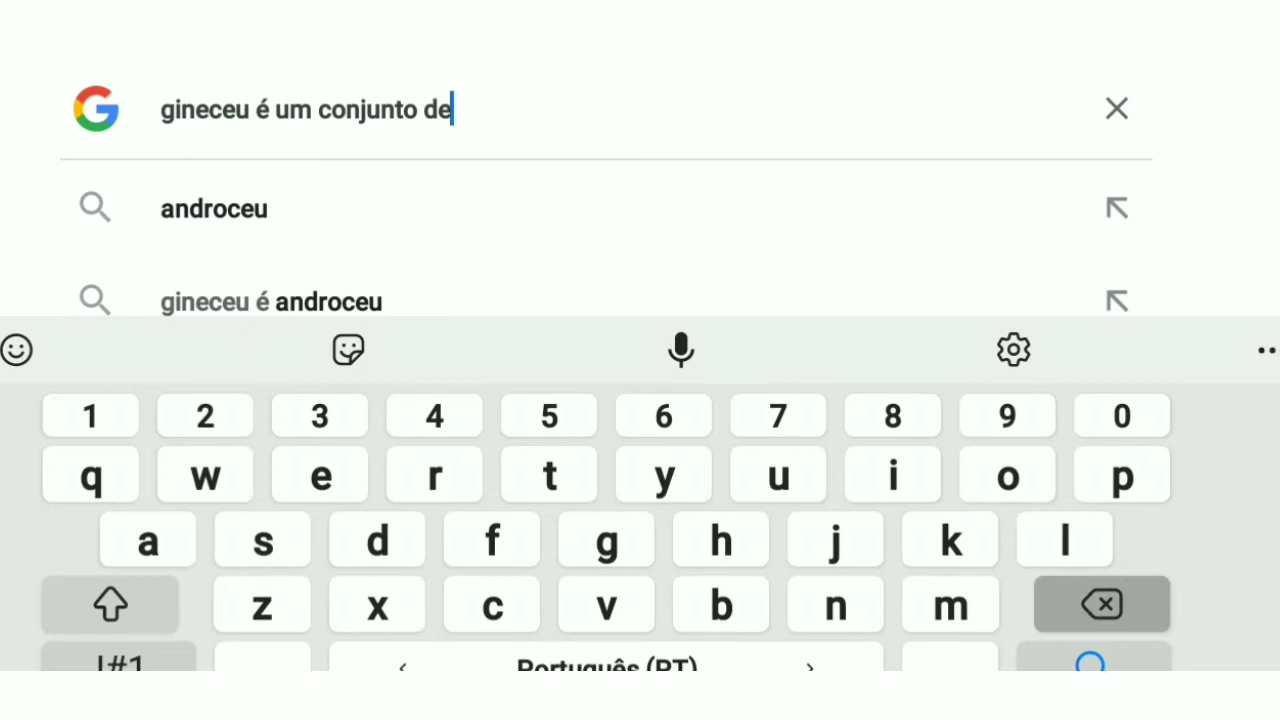 gineceu é um conjunto de
androceu
gineceu é androceu
1 2 3 4 5 6 7 8 9 0
q w e r t y u i o p
a s d f g h j k l
z x c v b n m
!#1 < Português (PT) >